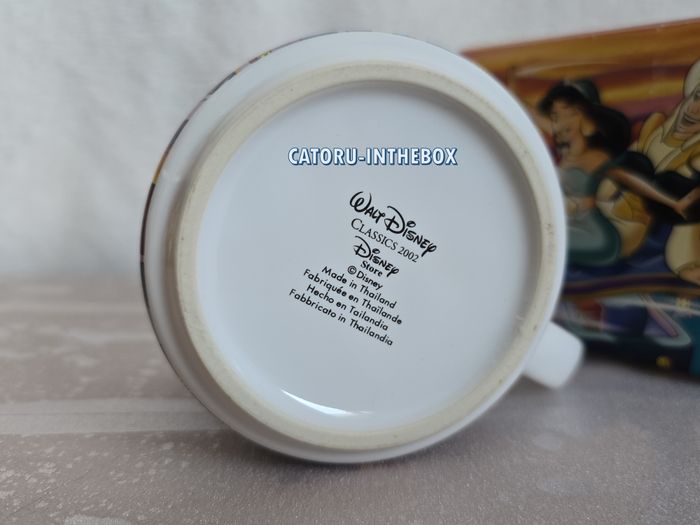 CATORU-INTHEBOX
Walt Disney
CLASSICS 2002
Disney
Store
©Disney
Made in Thailand
Fabriquée en Thaïlande
Hecho en Tailandia
Fabbricato in Thailandia